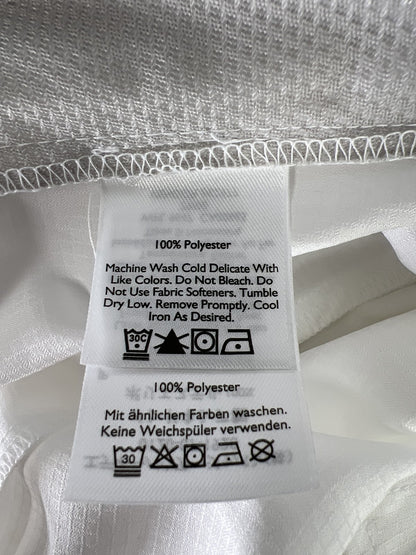 100% Polyester
Machine Wash Cold Delicate With
Like Colors. Do Not Bleach. Do
Not Use Fabric Softeners. Tumble
Dry Low. Remove Promptly. Cool
Iron As Desired.
30C
100% Polyester
Mit ähnlichen Farben waschen.
Keine Weichspüler verwenden.
30